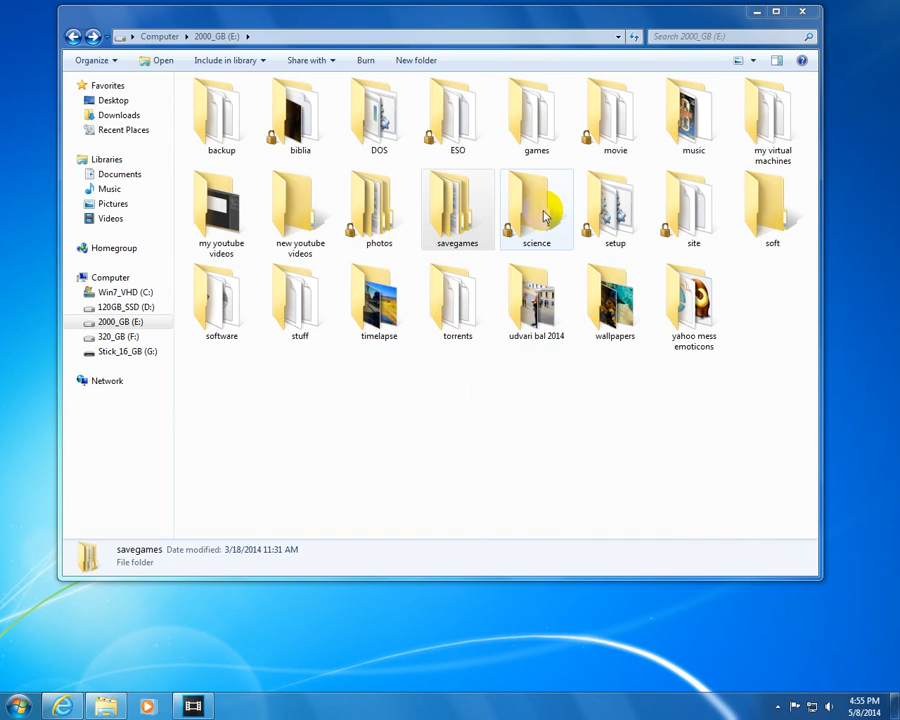 Computer
2000_GB (E:)
Search 2000_GB (E:)
Organize
Open
Include in library
Share with
Burn
New folder
Favorites
Desktop
Downloads
Recent Places
Libraries
Documents
Music
Pictures
Videos
Homegroup
Computer
Win7_VHD (C:)
120GB_SSD (D:)
2000_GB (E:)
320_GB (F:)
Stick_16_GB (G:)
Network
backup
biblia
DOS
ESO
games
movie
music
my virtual
machines
my youtube
videos
new youtube
videos
photos
savegames
science
setup
site
soft
software
stuff
timelapse
torrents
udvari bal 2014
wallpapers
yahoo mess
emoticons
savegames Date modified: 3/18/2014 11:31 AM
File folder
4:55 PM
5/8/2014